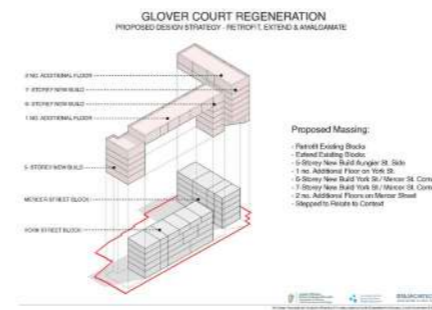 GLOVER COURT REGENERATION
PROPOSED DESIGN STRATEGY - RETROFIT, EXTEND & AMALGAMATE
2 NO. ADDITIONAL FLOOR
7- STOREY NEW BUILD
6- STOREY NEW BUILD
1 NO. ADDITIONAL FLOOR
5- STOREY NEW BUILD
MERCER STREET BLOCK
YORK STREET BLOCK
Proposed Massing:
- Retrofit Existing Blocks
- Extend Existing Blocks
- 5-Storey New Build Aungier St. Side
- 1 no. Additional Floor on York St.
- 6-Storey New Build York St./ Mercer St. Corn
- 7-Storey New Build York St./ Mercer St. Corn
- 2 no. Additional Floors on Mercer Street
- Stepped to Relate to Context